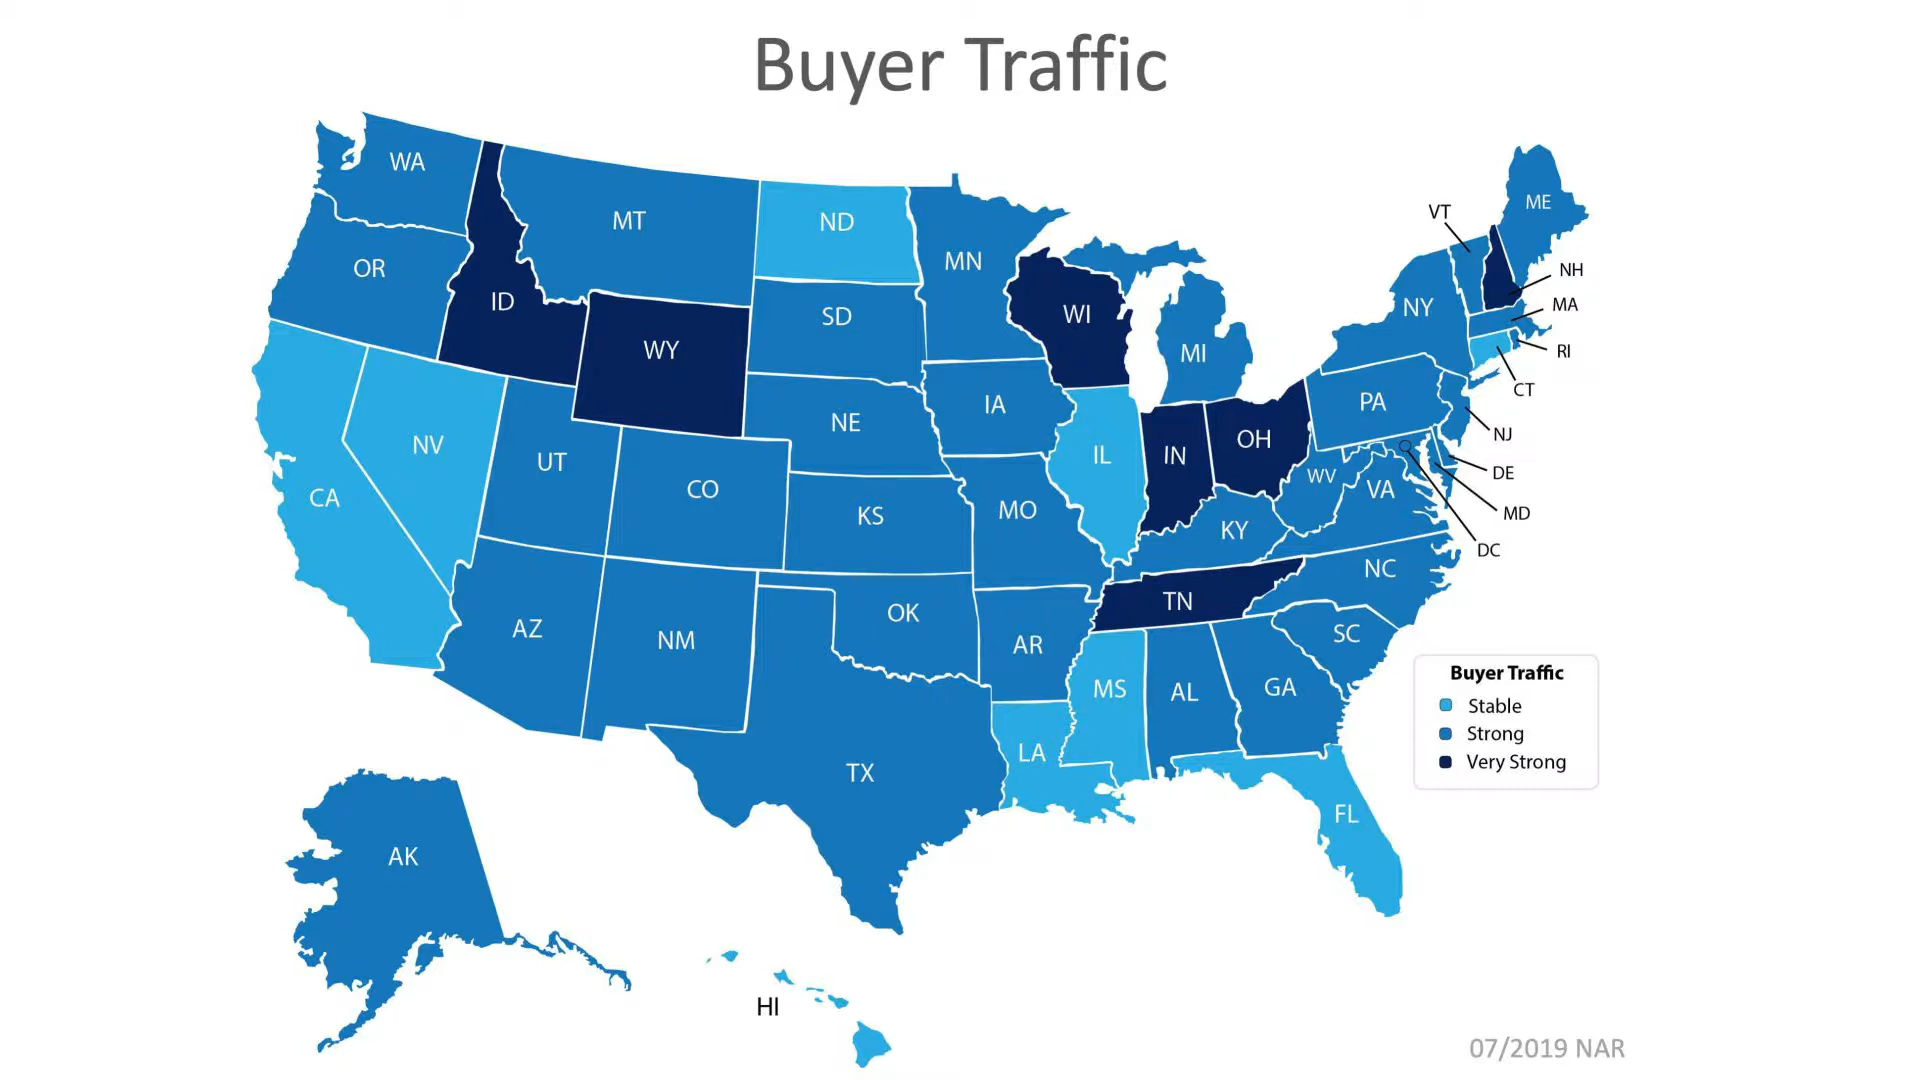 Buyer Traffic
WA
MT
ND
MN
ME
VT
OR
ID
SD
WI
NH
MA
NY
WY
MI
RI
CT
NE
IA
PA
NV
UT
CO
IL
IN
OH
NJ
CA
KS
MO
WV
VA
DE
KY
MD
DC
NC
AZ
NM
OK
AR
TN
SC
MS
AL
GA
Buyer Traffic
Stable
Strong
Very Strong
TX
LA
FL
AK
HI
07/2019 NAR